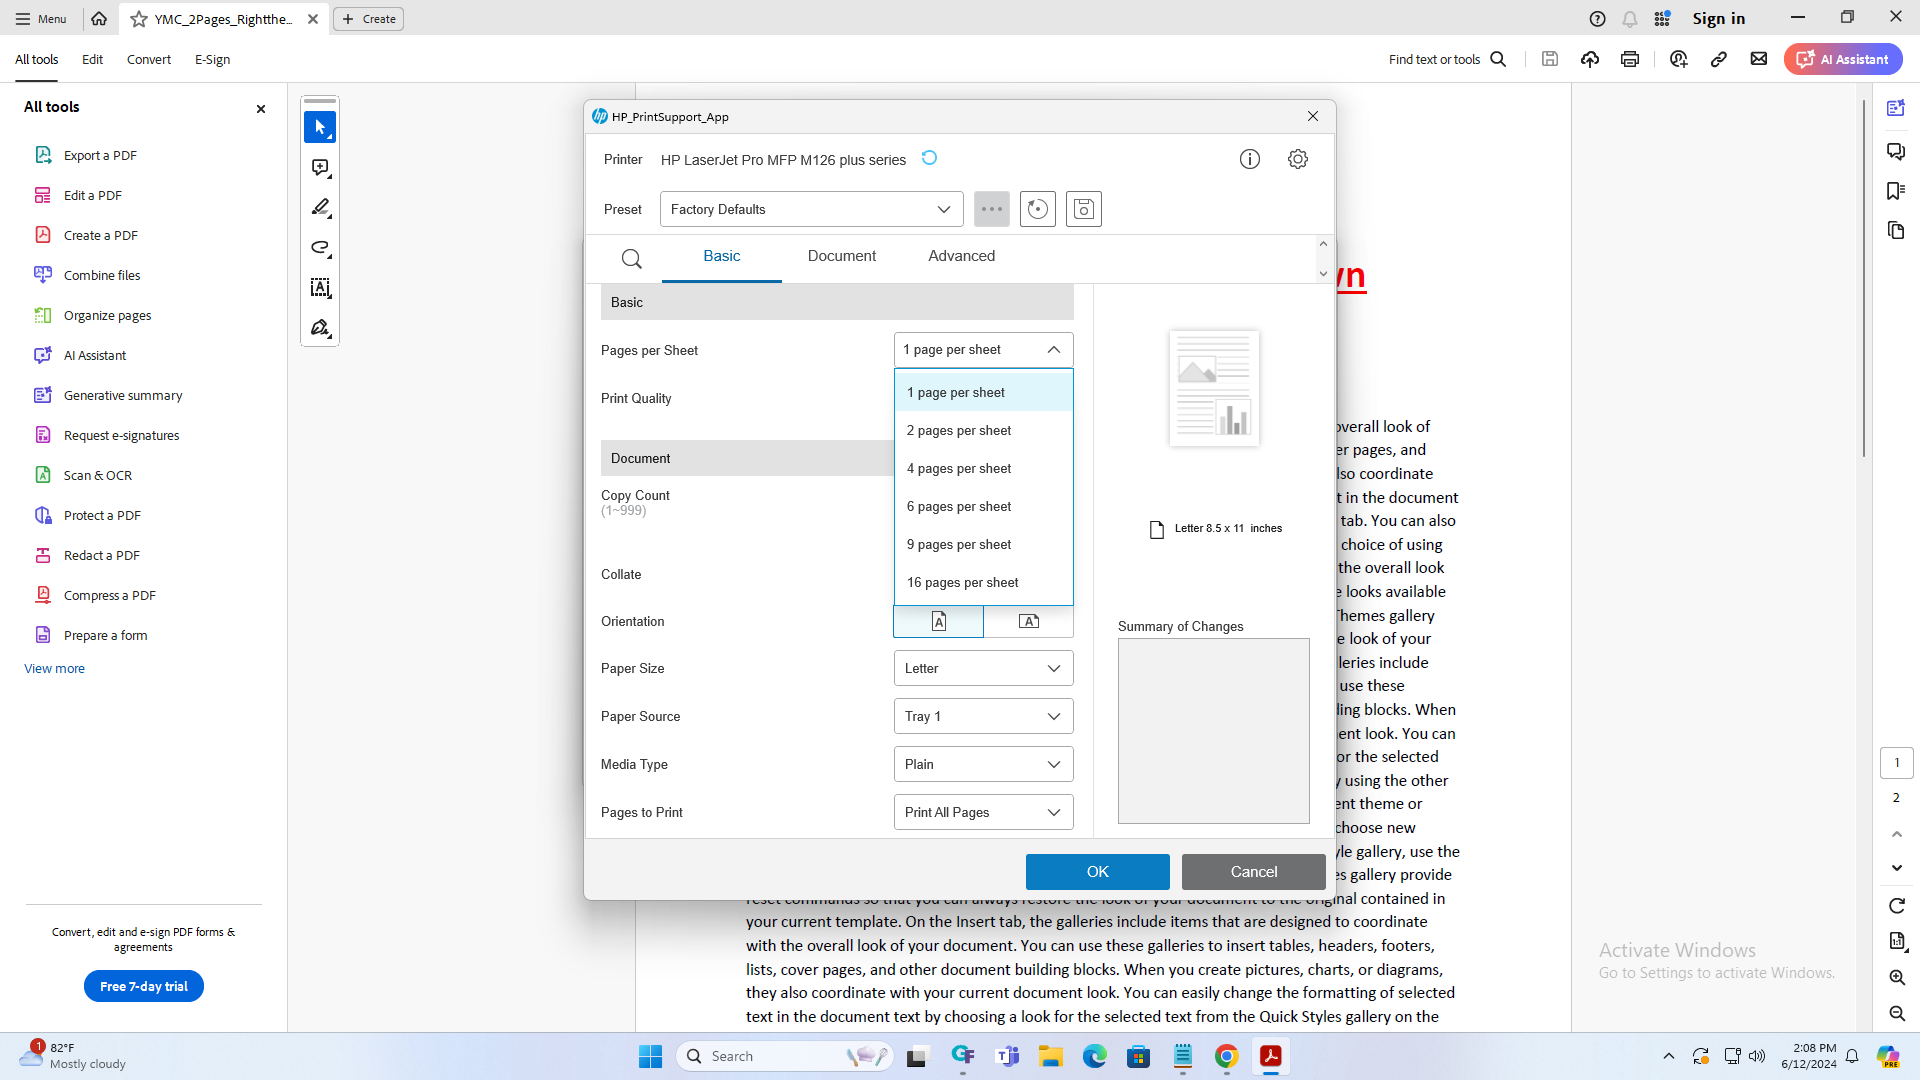 Menu
YMC_2Pages_Rightthe...
Create
Sign in
All tools
Edit
Convert
E-Sign
Find text or tools
AI Assistant
All tools
Export a PDF
Edit a PDF
Create a PDF
Combine files
Organize pages
AI Assistant
Generative summary
Request e-signatures
Scan & OCR
Protect a PDF
Redact a PDF
Compress a PDF
Prepare a form
View more
Convert, edit and e-sign PDF forms & agreements
Free 7-day trial
HP_PrintSupport_App
Printer HP LaserJet Pro MFP M126 plus series
Preset Factory Defaults
Basic Document Advanced
Basic
Pages per Sheet 1 page per sheet
1 page per sheet
Print Quality
2 pages per sheet
4 pages per sheet
Document
6 pages per sheet
Copy Count
(1~999)
9 pages per sheet
Collate
16 pages per sheet
Orientation
Paper Size Letter
Paper Source Tray 1
Media Type Plain
Pages to Print Print All Pages
Letter 8.5 x 11 inches
Summary of Changes
OK Cancel
overall look of
er pages, and
lso coordinate
t in the document
tab. You can also
choice of using
the overall look
e looks available
Themes gallery
e look of your
lleries include
use these
ling blocks. When
ent look. You can
or the selected
y using the other
ent theme or
choose new
yle gallery, use the
es gallery provide
reset commands so that you can always restore the look of your document to the original contained in
your current template. On the Insert tab, the galleries include items that are designed to coordinate
with the overall look of your document. You can use these galleries to insert tables, headers, footers,
lists, cover pages, and other document building blocks. When you create pictures, charts, or diagrams,
they also coordinate with your current document look. You can easily change the formatting of selected
text in the document text by choosing a look for the selected text from the Quick Styles gallery on the
1
2
Activate Windows
Go to Settings to activate Windows.
1
82°F
Mostly cloudy
Search
2:08 PM
6/12/2024
PRE